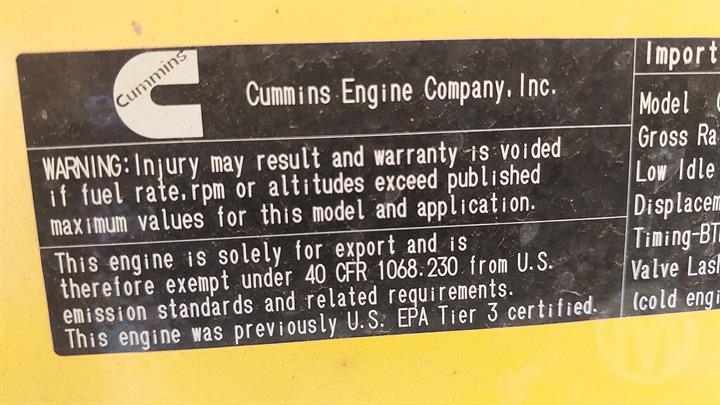 Cummins
Cummins Engine Company, Inc.
WARNING: Injury may result and warranty is voided
if fuel rate, rpm or altitudes exceed published
maximum values for this model and application.
This engine is solely for export and is
therefore exempt under 40 CFR 1068.230 from U.S.
emission standards and related requirements.
This engine was previously U.S. EPA Tier 3 certified.
Import
Model
Gross Ra
Low Idle
Displacem
Timing-BT
Valve Lash
(cold engi